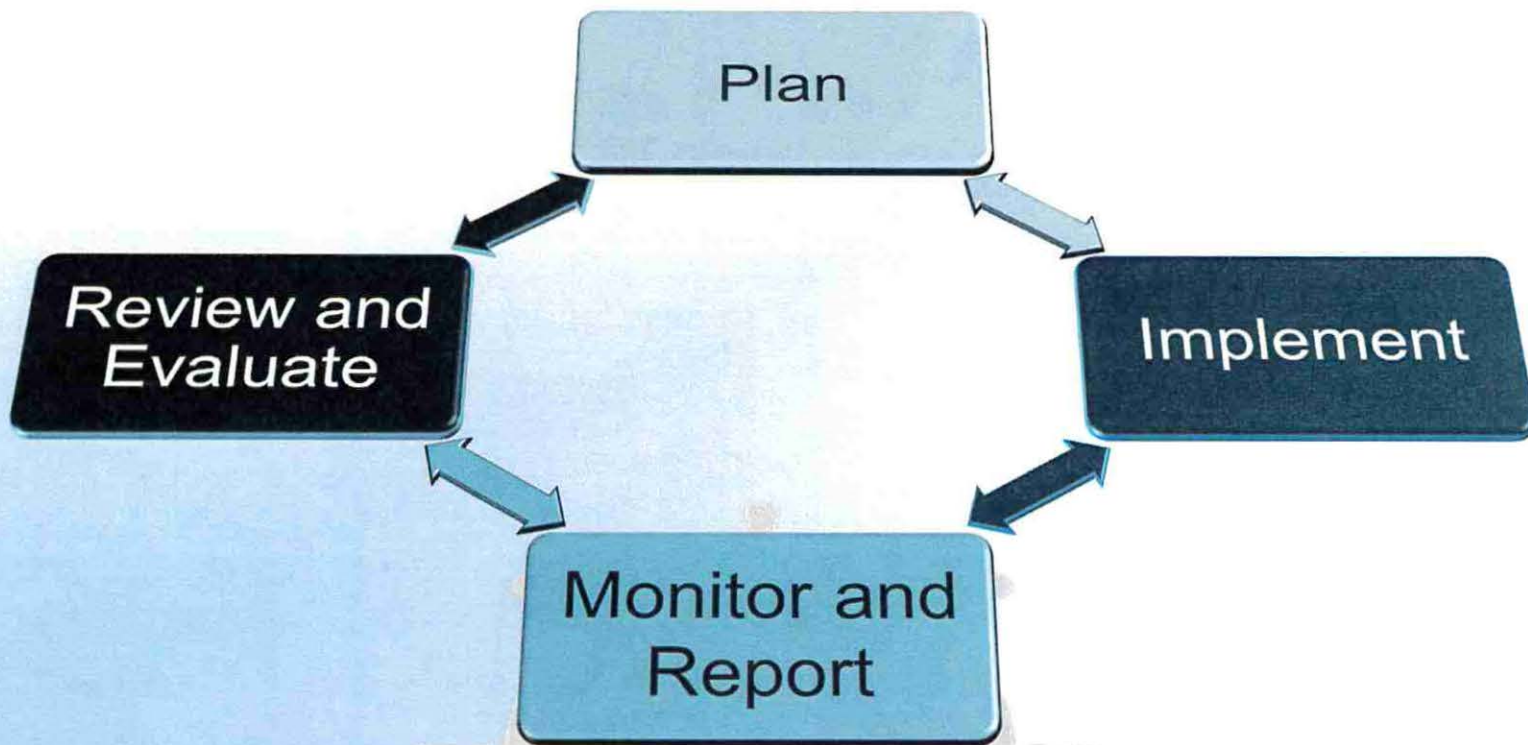 Plan
Review and
Evaluate
Implement
Monitor and
Report